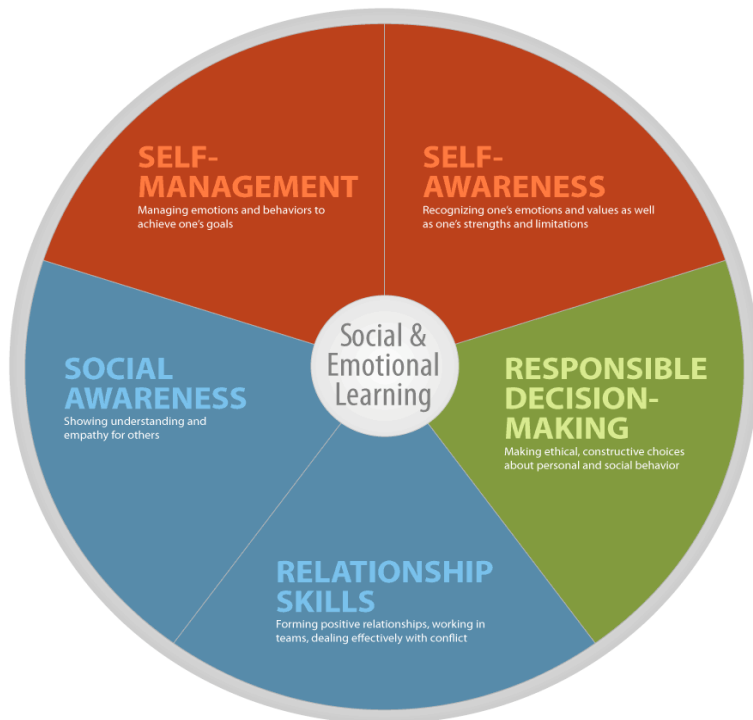 SELF-
MANAGEMENT
Managing emotions and behaviors to
achieve one's goals
SELF-
AWARENESS
Recognizing one's emotions and values as well
as one's strengths and limitations
SOCIAL
AWARENESS
Showing understanding and
empathy for others
Social &
Emotional
Learning
RESPONSIBLE
DECISION-
MAKING
Making ethical, constructive choices
about personal and social behavior
RELATIONSHIP
SKILLS
Forming positive relationships, working in
teams, dealing effectively with conflict